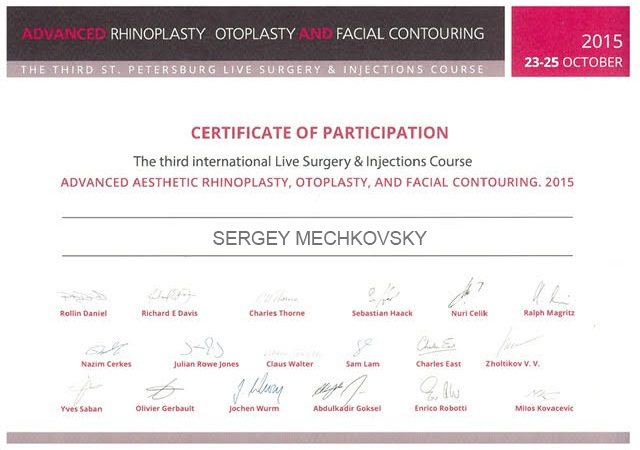 ADVANCED RHINOPLASTY OTOPLASTY AND FACIAL CONTOURING
THE THIRD ST. PETERSBURG LIVE SURGERY & INJECTIONS COURSE
2015
23-25 OCTOBER
CERTIFICATE OF PARTICIPATION
The third international Live Surgery & Injections Course
ADVANCED AESTHETIC RHINOPLASTY, OTOPLASTY, AND FACIAL CONTOURING. 2015
SERGEY MECHKOVSKY
Rollin Daniel Richard E Davis Charles Thorne Sebastian Haack Nuri Celik Ralph Magritz
Nazim Cerkes Julian Rowe Jones Claus Walter Sam Lam Charles East Zholtikov V. V.
Yves Saban Olivier Gerbault Jochen Wurm Abdulkadir Goksel Enrico Robotti Milos Kovacevic